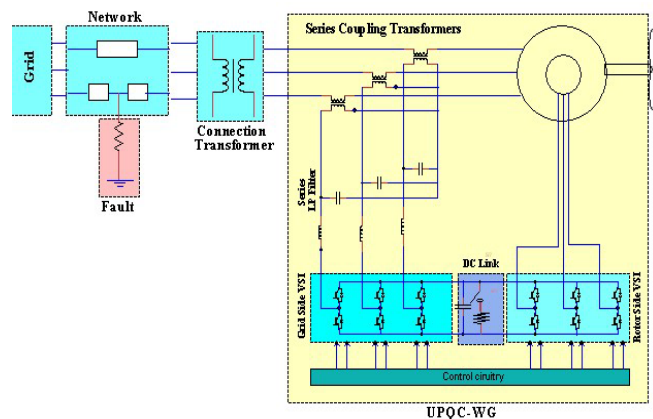 Network
Series Coupling Transformers
Grid
Connection
Transformer
Fault
Series
LP Filter
DC Link
Grid Side VSI
Rotor Side VSI
Control ciruitry
UPQC-WG